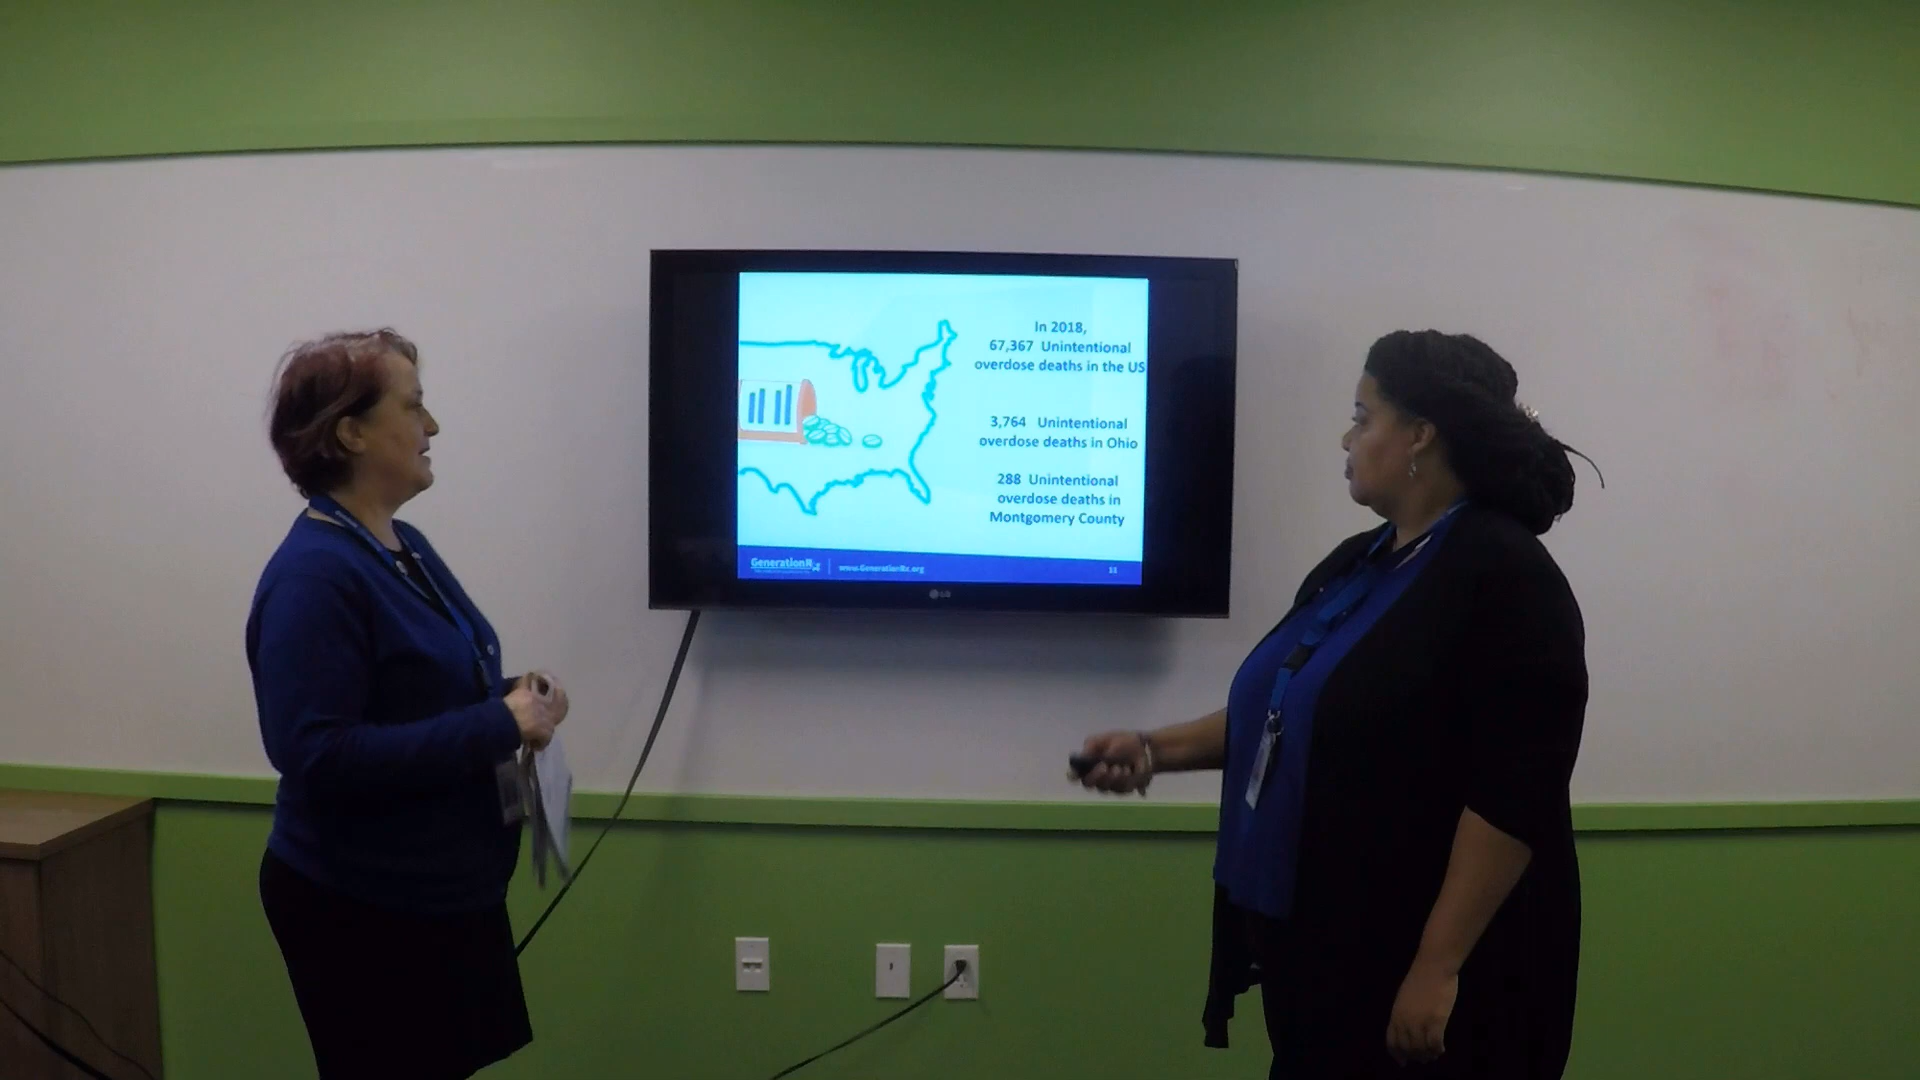 In 2018,
67,367 Unintentional
overdose deaths in the US
3,764 Unintentional
overdose deaths in Ohio
288 Unintentional
overdose deaths in
Montgomery County
GenerationRx
www.GenerationRx.org
11
LG